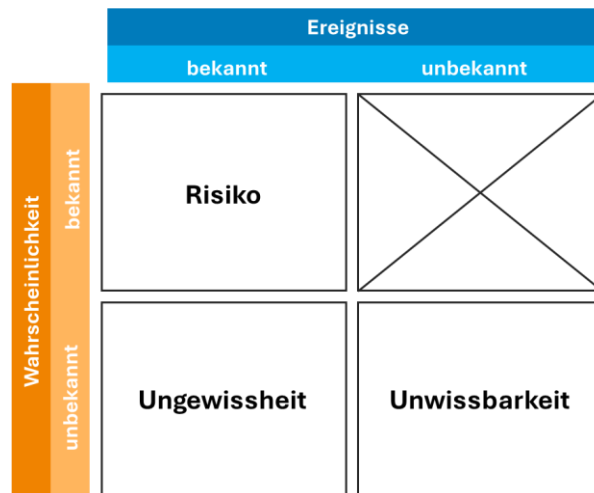 Ereignisse
bekannt
unbekannt
Wahrscheinlichkeit
bekannt
Risiko
unbekannt
Ungewissheit
Unwissbarkeit